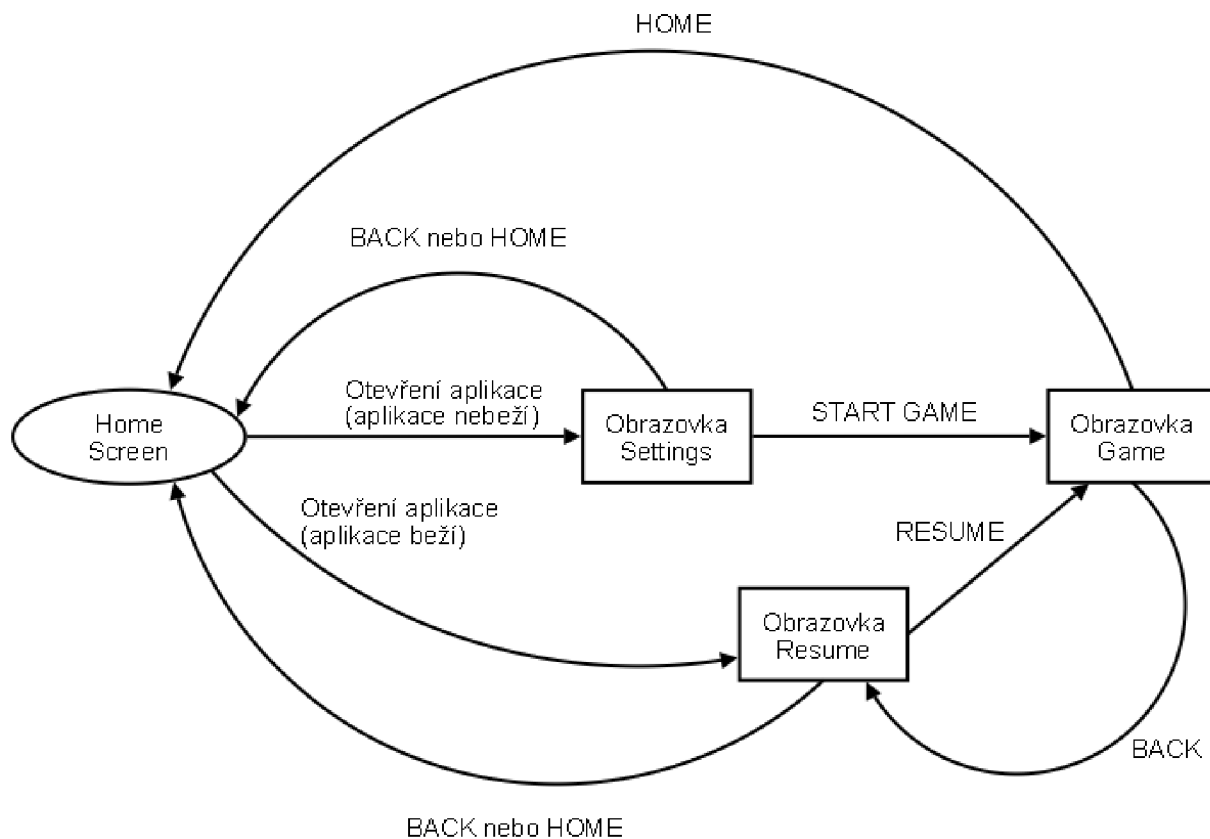 HOME
BACK nebo HOME
Otevření aplikace
(aplikace nebeží)
Home
Screen
Obrazovka
Settings
START GAME
Obrazovka
Game
Otevření aplikace
(aplikace beží)
RESUME
Obrazovka
Resume
BACK
BACK nebo HOME